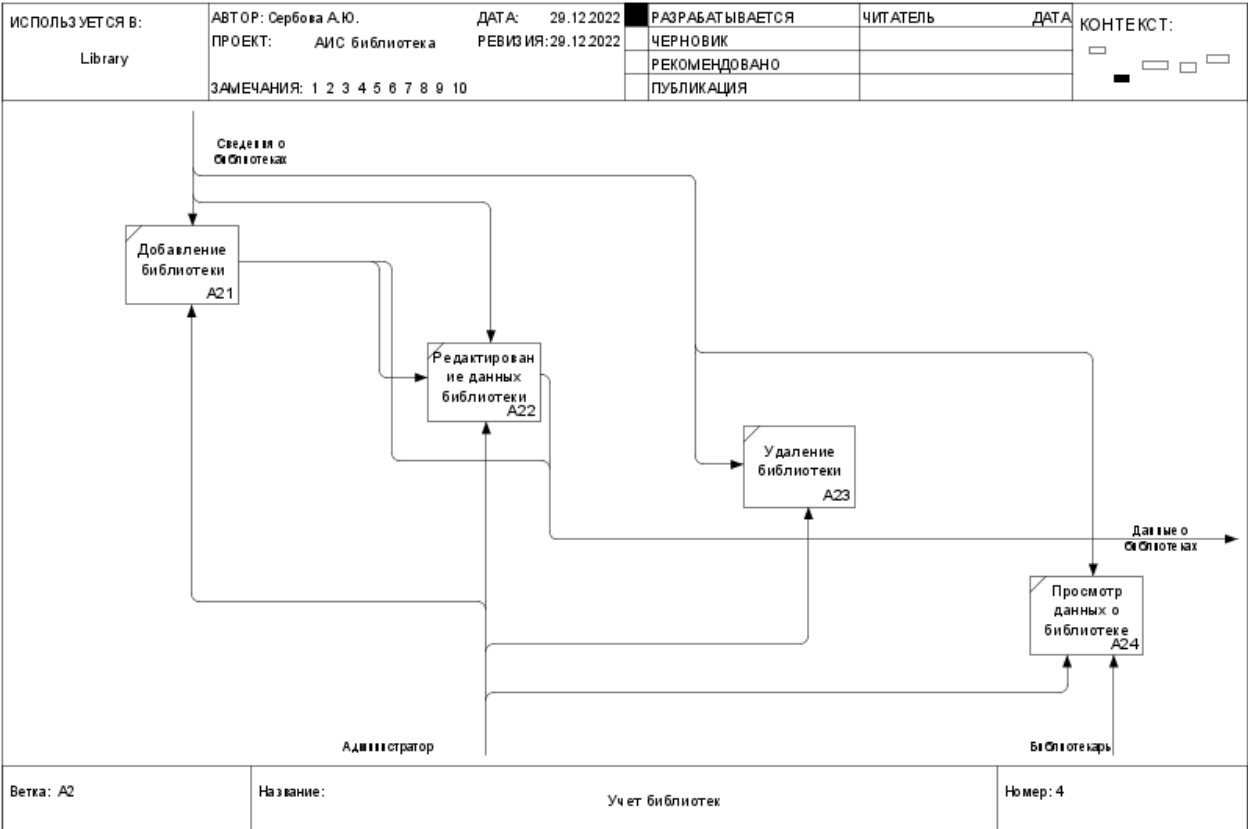 ИСПОЛЬЗУЕТСЯ В:
Library
АВТОР: Сербова А.Ю.
ДАТА: 29.12.2022
ПРОЕКТ: АИС библиотека
РЕВИЗИЯ: 29.12.2022
ЗАМЕЧАНИЯ: 1 2 3 4 5 6 7 8 9 10
РАЗРАБАТЫВАЕТСЯ
ЧЕРНОВИК
РЕКОМЕНДОВАНО
ПУБЛИКАЦИЯ
ЧИТАТЕЛЬ
ДАТА
КОНТЕКСТ:
Сведения о
библиотеках
Добавление
библиотеки
A21
Редактирован
ие данных
библиотеки
A22
Удаление
библиотеки
A23
Данные о
библиотеках
Просмотр
данных о
библиотеке
A24
Администратор
Библиотекарь
Ветка: A2
Название:
Учет библиотек
Номер: 4